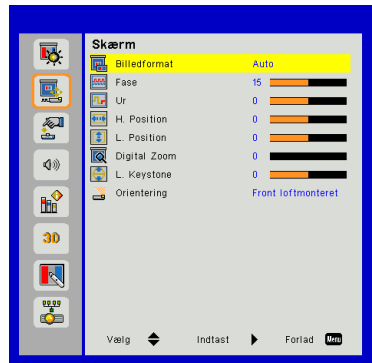 Skærm
Billedformat Auto
Fase 15
Ur 0
H. Position 0
L. Position 0
Digital Zoom 0
L. Keystone 0
Orientering Front loftmonteret
3D
Vælg Indtast Forlad Menu